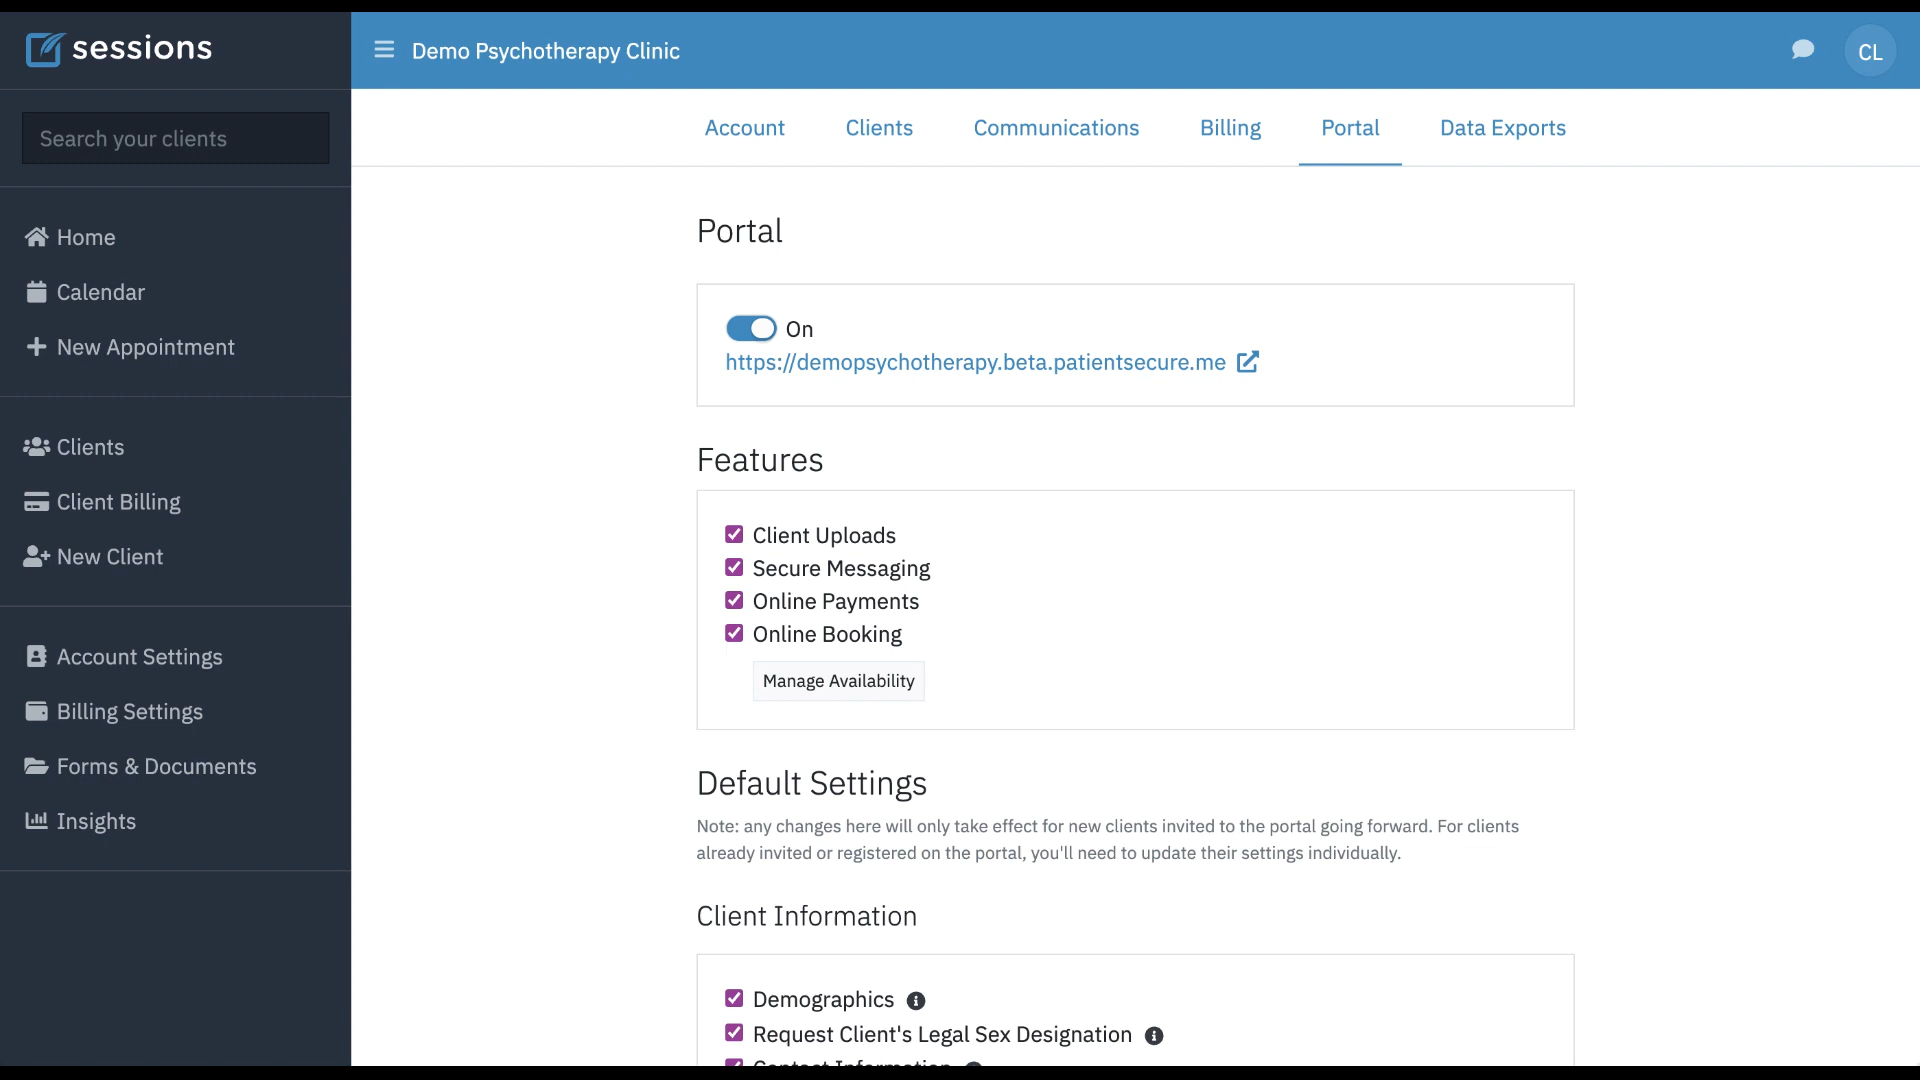 sessions
Demo Psychotherapy Clinic
CL
Search your clients
Home
Calendar
New Appointment
Clients
Client Billing
New Client
Account Settings
Billing Settings
Forms & Documents
Insights
Account
Clients
Communications
Billing
Portal
Data Exports
Portal
On
https://demopsychotherapy.beta.patientsecure.me
Features
Client Uploads
Secure Messaging
Online Payments
Online Booking
Manage Availability
Default Settings
Note: any changes here will only take effect for new clients invited to the portal going forward. For clients
already invited or registered on the portal, you'll need to update their settings individually.
Client Information
Demographics
Request Client's Legal Sex Designation
Contact Information